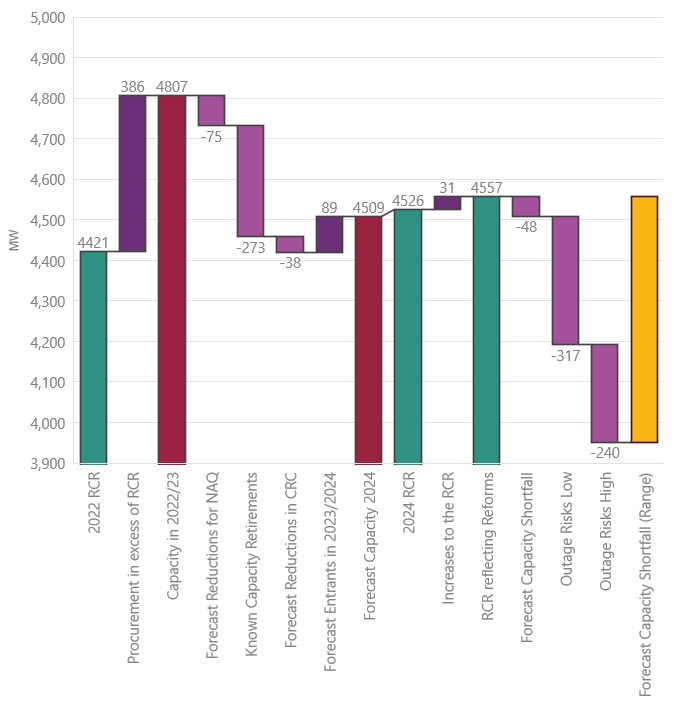 5,000
4,900
4,800
4,700
4,600
4,500
4,400
4,300
4,200
4,100
4,000
3,900
MW
4421
386
4807
-75
-273
-38
89
4509
4526
31
4557
-48
-317
-240
2022 RCR
Procurement in excess of RCR
Capacity in 2022/23
Forecast Reductions for NAQ
Known Capacity Retirements
Forecast Reductions in CRC
Forecast Entrants in 2023/2024
Forecast Capacity 2024
2024 RCR
Increases to the RCR
RCR reflecting Reforms
Forecast Capacity Shortfall
Outage Risks Low
Outage Risks High
Forecast Capacity Shortfall (Range)